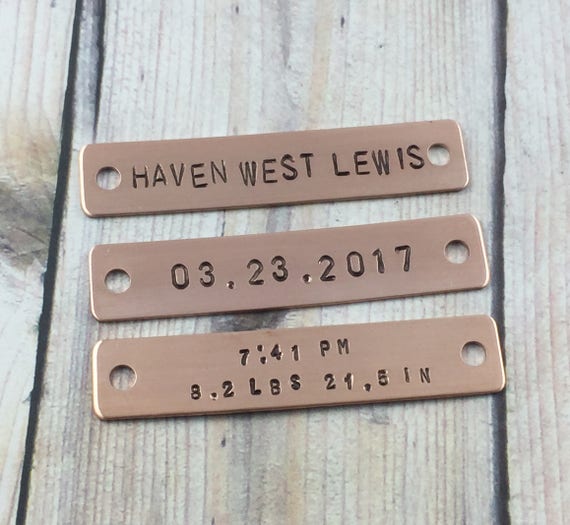 HAVEN WEST LEWIS
03.23.2017
7:41 PM
8.2 LBS 21.5 IN